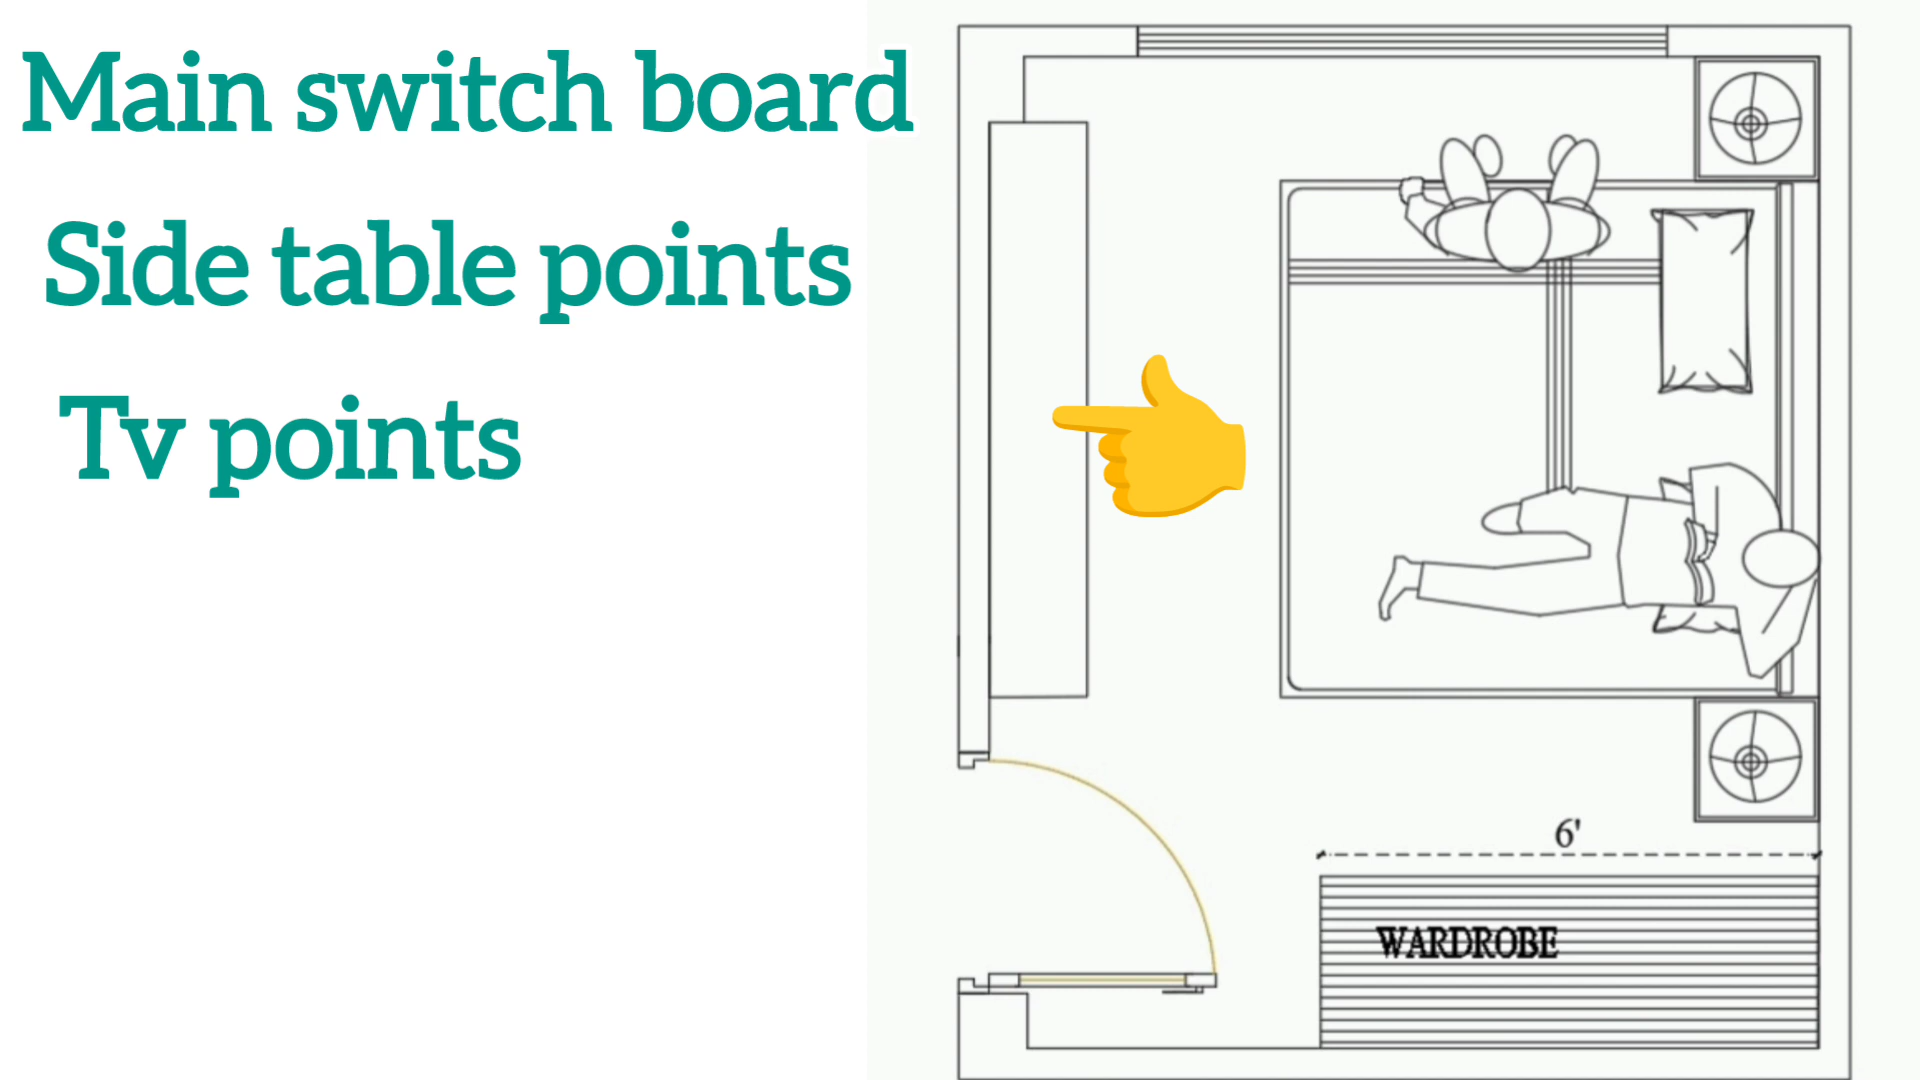 Main switch board
Side table points
Tv points
6'
WARDROBE